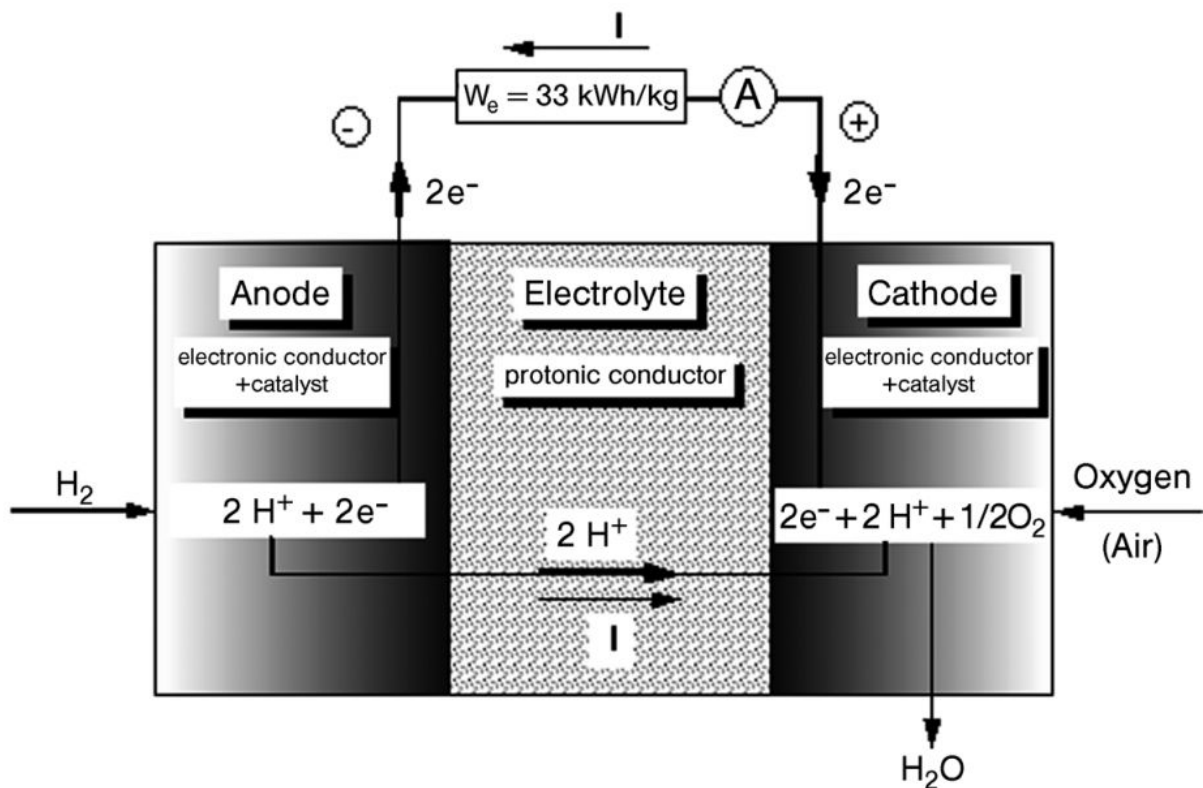 I
Wₑ = 33 kWh/kg
A
-
+
2e⁻
2e⁻
Anode
Electrolyte
Cathode
electronic conductor
+catalyst
protonic conductor
electronic conductor
+catalyst
H₂
2 H⁺ + 2e⁻
2 H⁺
I
2e⁻ + 2 H⁺ + 1/2O₂
Oxygen
(Air)
H₂O